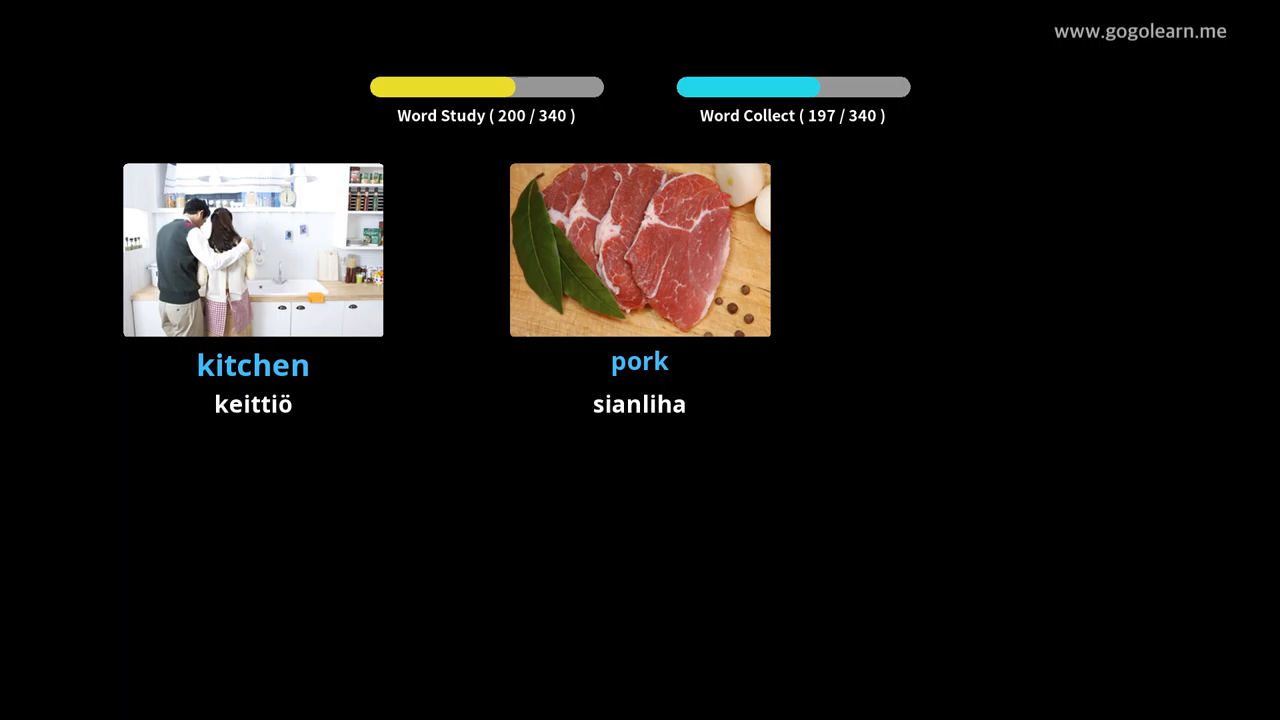 www.gogolearn.me
Word Study ( 200 / 340 )
Word Collect ( 197 / 340 )
kitchen
keittiö
pork
sianliha